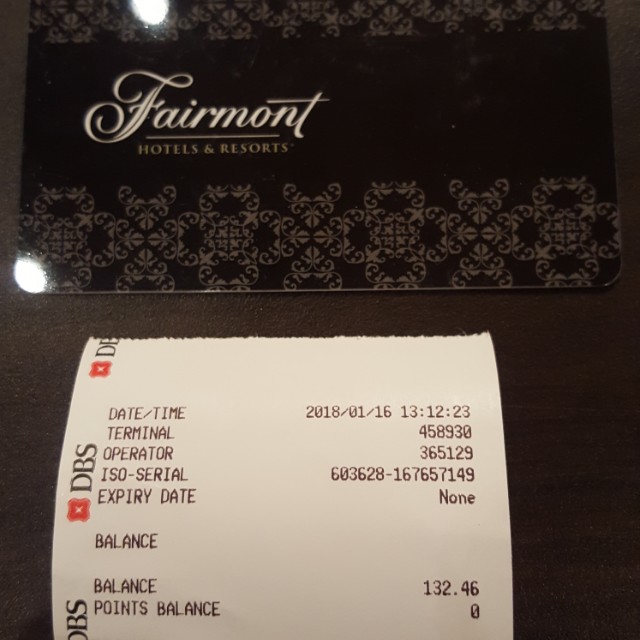 Fairmont
HOTELS & RESORTS
DBS
DATE/TIME 2018/01/16 13:12:23
TERMINAL 458930
OPERATOR 365129
ISO-SERIAL 603628-167657149
EXPIRY DATE None
DBS
BALANCE
BALANCE 132.46
POINTS BALANCE 0
DBS